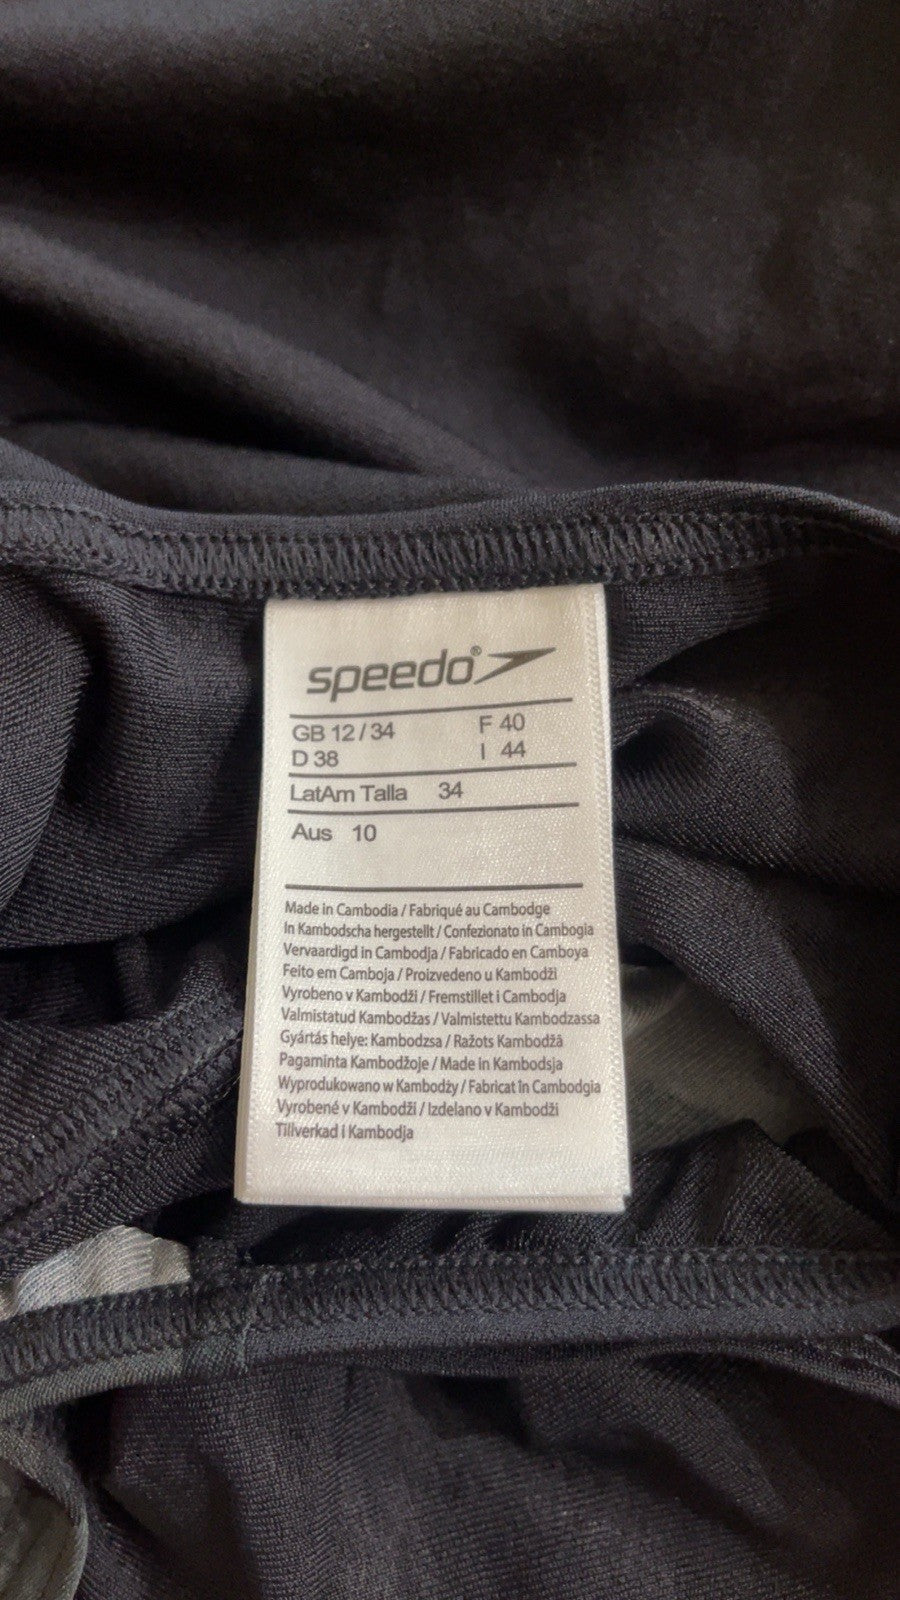 speedo®
GB 12 / 34 F 40
D 38 I 44
LatAm Talla 34
Aus 10
Made in Cambodia / Fabriqué au Cambodge
In Kambodscha hergestellt / Confezionato in Cambogia
Vervaardigd in Cambodja / Fabricado en Camboya
Feito em Camboja / Proizvedeno u Kambodži
Vyrobeno v Kambodži / Fremstillet i Cambodja
Valmistatud Kambodžas / Valmistettu Kambodzassa
Gyártás helye: Kambodzsa / Ražots Kambodžā
Pagaminta Kambodžoje / Made in Kambodsja
Wyprodukowano w Kambodży / Fabricat în Cambodgia
Vyrobené v Kambodži / Izdelano v Kambodži
Tillverkad i Kambodja